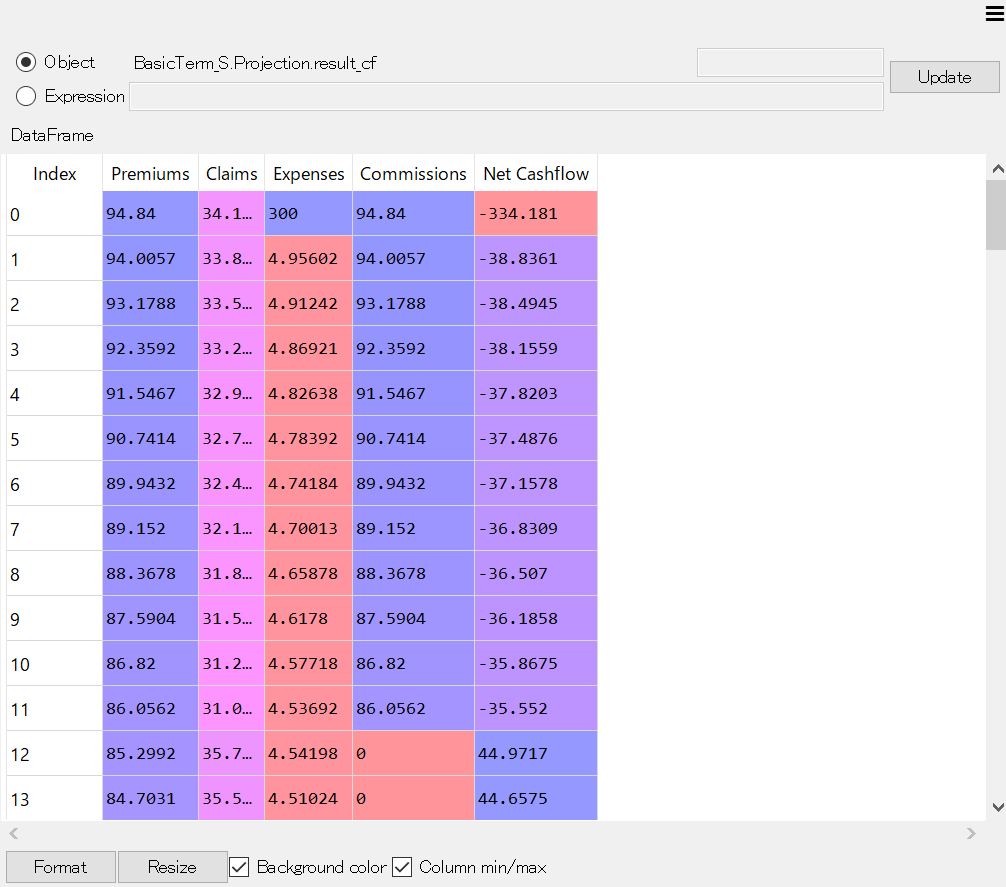 Object BasicTerm_S.Projection.result_cf
Update
Expression
DataFrame
Index Premiums Claims Expenses Commissions Net Cashflow
0 94.84 34.1… 300 94.84 -334.181
1 94.0057 33.8… 4.95602 94.0057 -38.8361
2 93.1788 33.5… 4.91242 93.1788 -38.4945
3 92.3592 33.2… 4.86921 92.3592 -38.1559
4 91.5467 32.9… 4.82638 91.5467 -37.8203
5 90.7414 32.7… 4.78392 90.7414 -37.4876
6 89.9432 32.4… 4.74184 89.9432 -37.1578
7 89.152 32.1… 4.70013 89.152 -36.8309
8 88.3678 31.8… 4.65878 88.3678 -36.507
9 87.5904 31.5… 4.6178 87.5904 -36.1858
10 86.82 31.2… 4.57718 86.82 -35.8675
11 86.0562 31.0… 4.53692 86.0562 -35.552
12 85.2992 35.7… 4.54198 0 44.9717
13 84.7031 35.5… 4.51024 0 44.6575
Format Resize Background color Column min/max